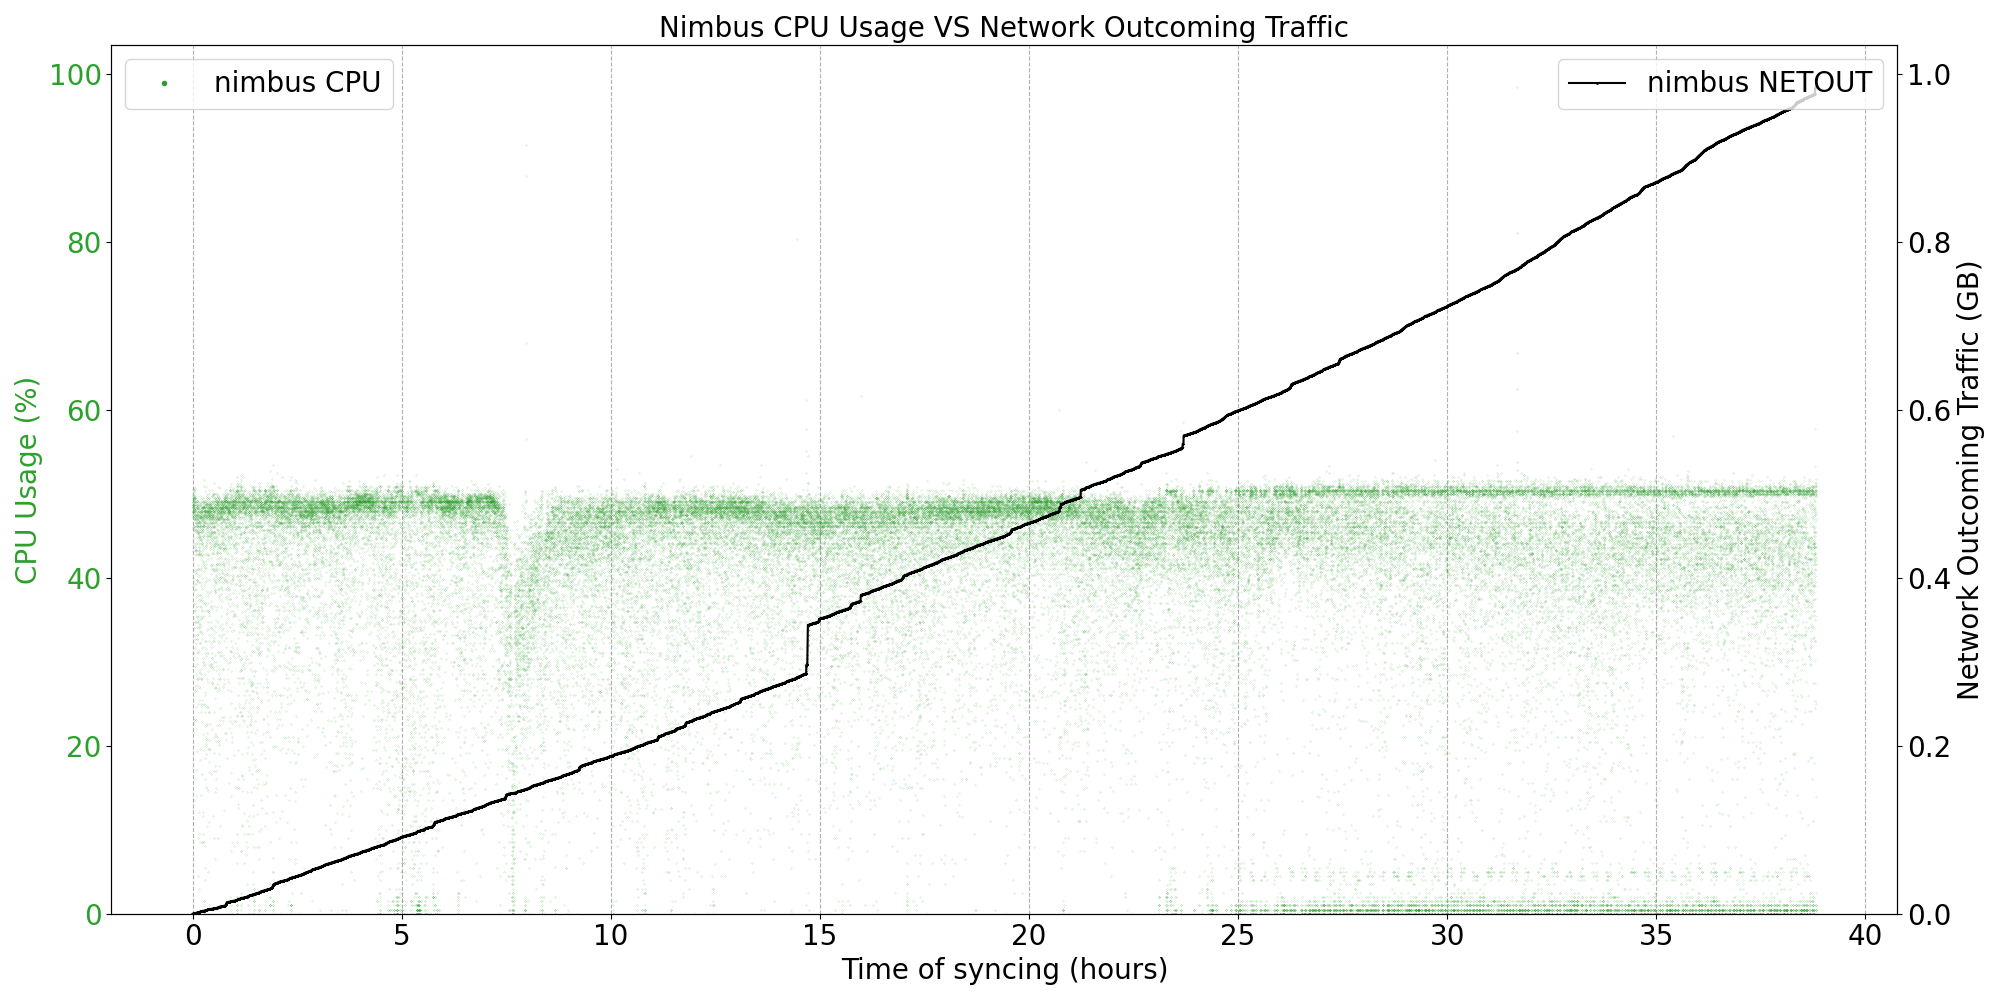 Nimbus CPU Usage VS Network Outcoming Traffic
nimbus CPU
nimbus NETOUT
CPU Usage (%)
100
80
60
40
20
0
Network Outcoming Traffic (GB)
1.0
0.8
0.6
0.4
0.2
0.0
0 5 10 15 20 25 30 35 40
Time of syncing (hours)